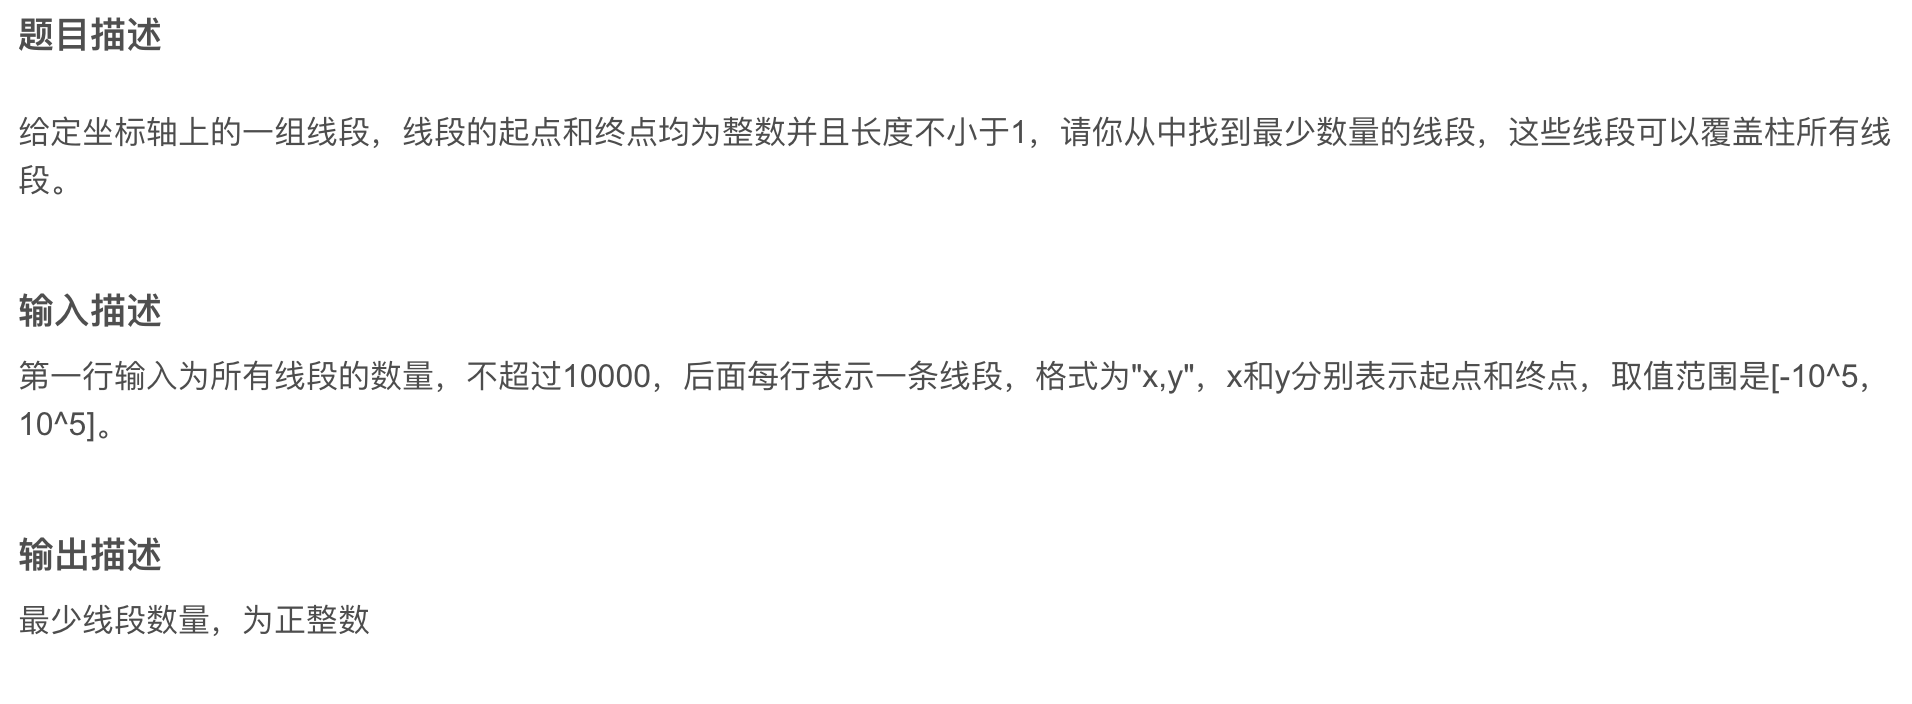 题目描述
给定坐标轴上的一组线段，线段的起点和终点均为整数并且长度不小于1，请你从中找到最少数量的线段，这些线段可以覆盖柱所有线
段。
输入描述
第一行输入为所有线段的数量，不超过10000，后面每行表示一条线段，格式为"x,y"，x和y分别表示起点和终点，取值范围是[-10^5，
10^5]。
输出描述
最少线段数量，为正整数